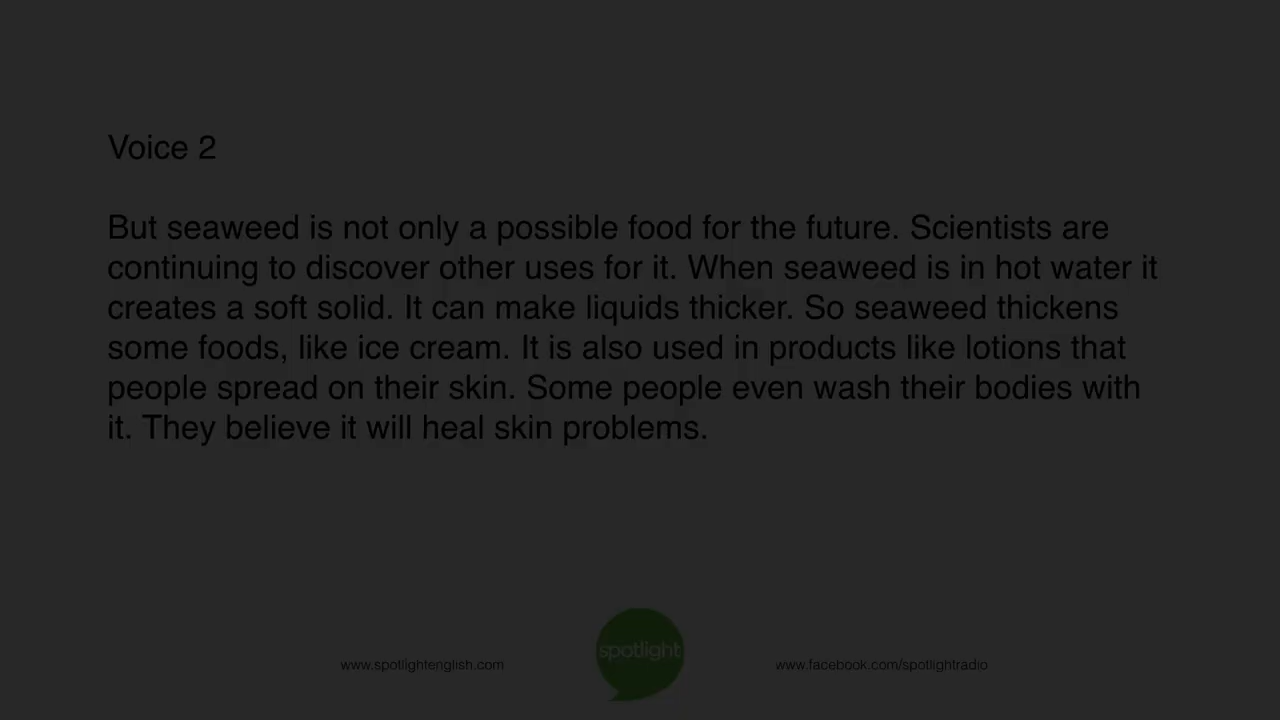 Voice 2
But seaweed is not only a possible food for the future. Scientists are
continuing to discover other uses for it. When seaweed is in hot water it
creates a soft solid. It can make liquids thicker. So seaweed thickens
some foods, like ice cream. It is also used in products like lotions that
people spread on their skin. Some people even wash their bodies with
it. They believe it will heal skin problems.
spotlight
www.spotlightenglish.com
www.facebook.com/spotlightradio